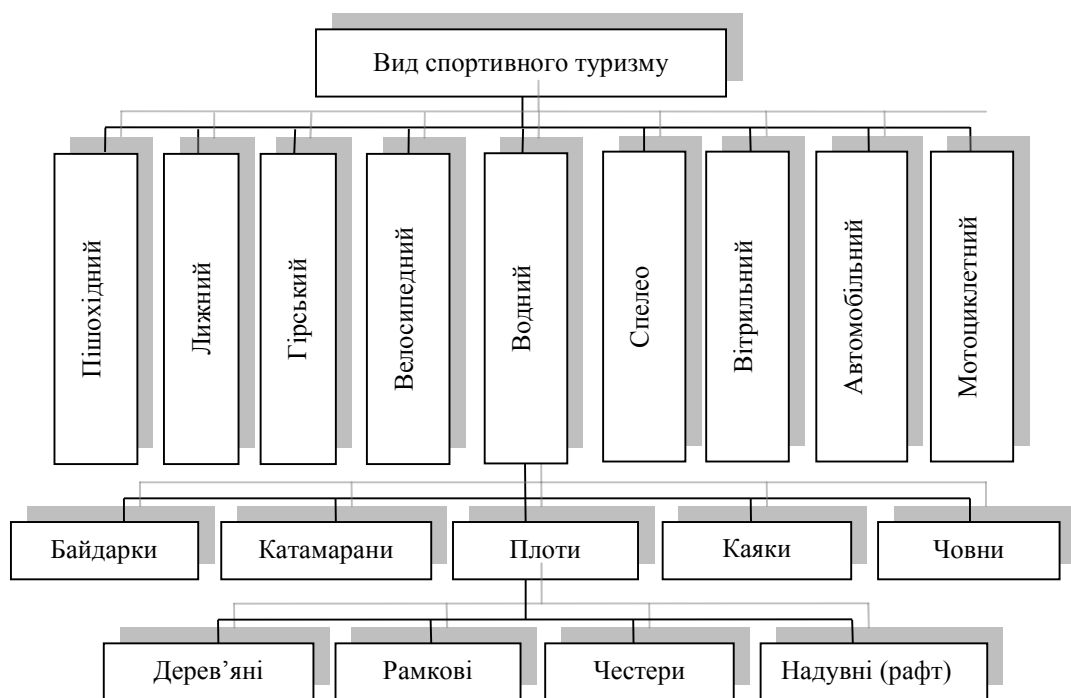 Вид спортивного туризму
Пішохідний
Лижний
Гірський
Велосипедний
Водний
Спелео
Вітрильний
Автомобільний
Мотоциклетний
Байдарки
Катамарани
Плоти
Каяки
Човни
Дерев’яні
Рамкові
Честери
Надувні (рафт)